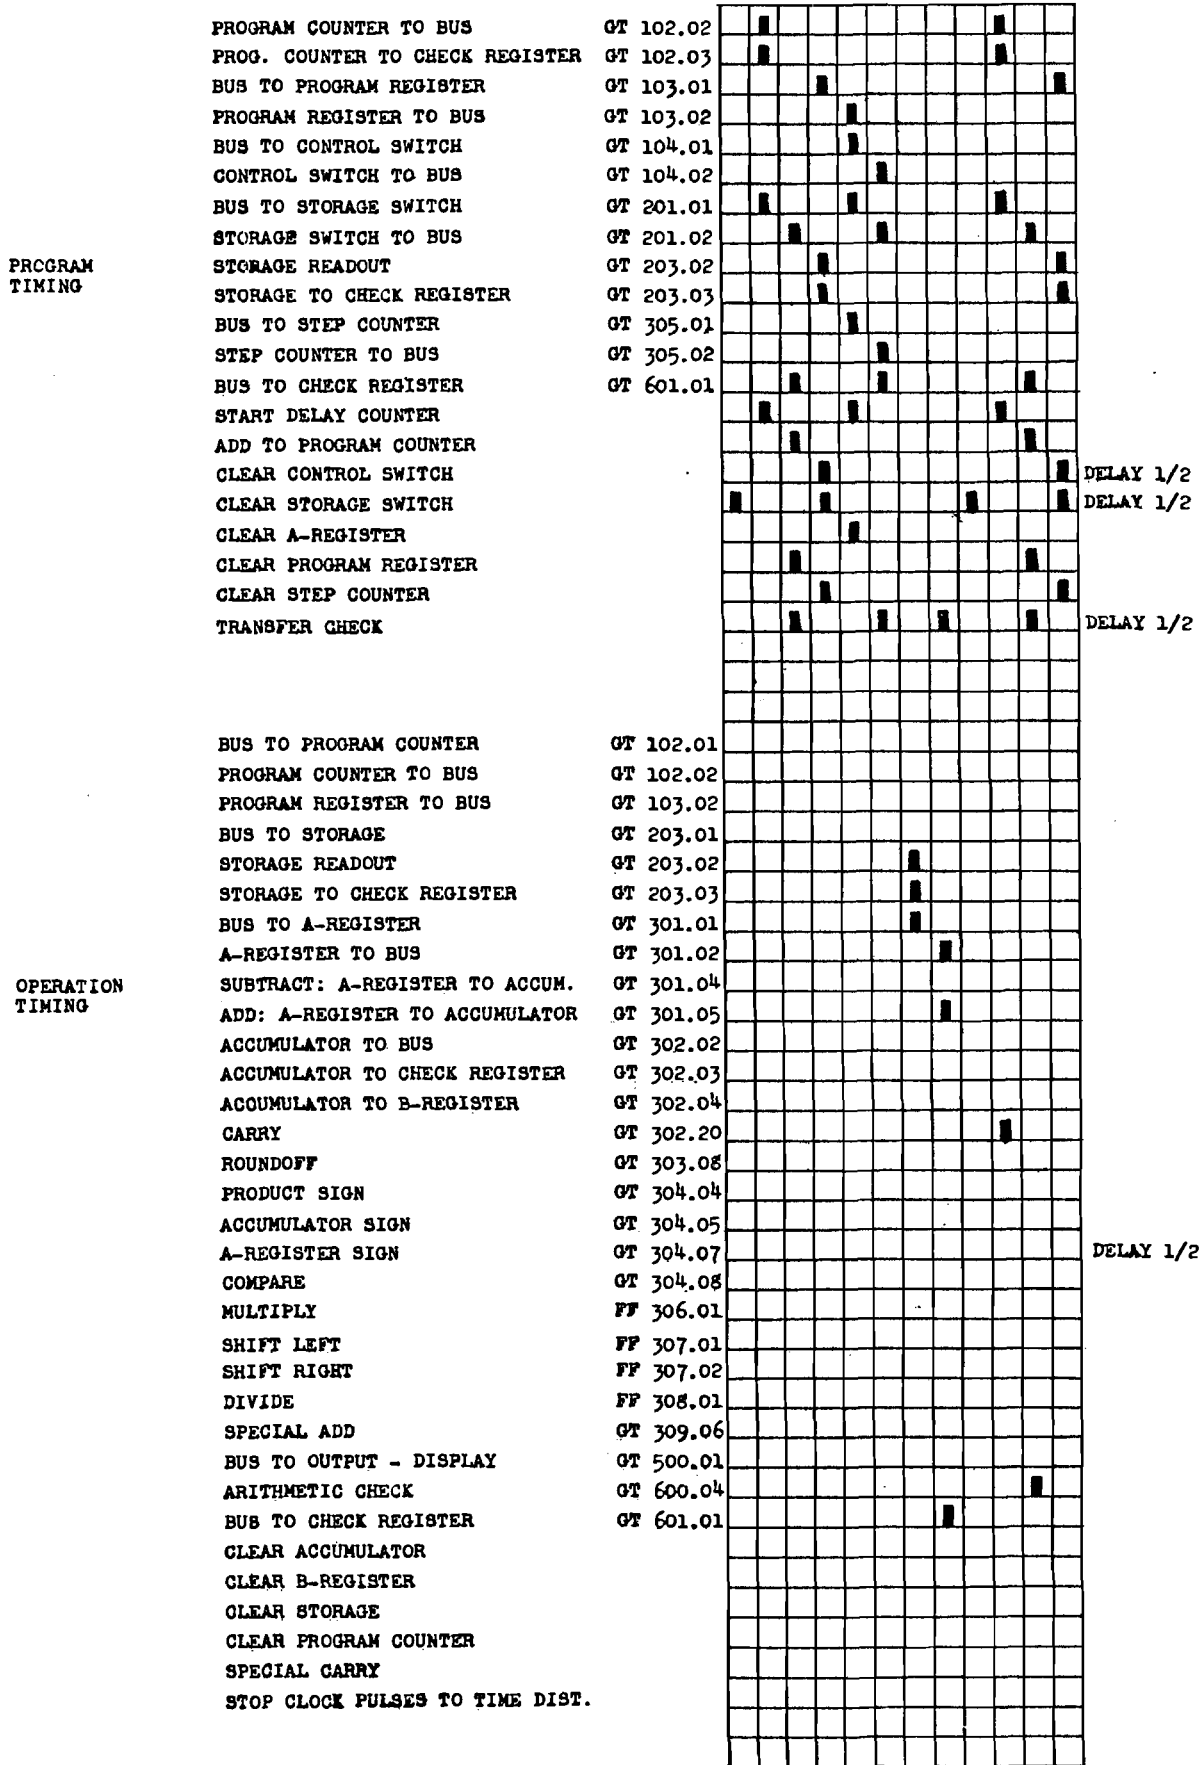 PROGRAM COUNTER TO BUS GT 102.02
PROG. COUNTER TO CHECK REGISTER GT 102.03
BUS TO PROGRAM REGISTER GT 103.01
PROGRAM REGISTER TO BUS GT 103.02
BUS TO CONTROL SWITCH GT 104.01
CONTROL SWITCH TO BUS GT 104.02
BUS TO STORAGE SWITCH GT 201.01
STORAGE SWITCH TO BUS GT 201.02
PROGRAM TIMING
STORAGE READOUT GT 203.02
STORAGE TO CHECK REGISTER GT 203.03
BUS TO STEP COUNTER GT 305.01
STEP COUNTER TO BUS GT 305.02
BUS TO CHECK REGISTER GT 601.01
START DELAY COUNTER
ADD TO PROGRAM COUNTER
CLEAR CONTROL SWITCH DELAY 1/2
CLEAR STORAGE SWITCH DELAY 1/2
CLEAR A-REGISTER
CLEAR PROGRAM REGISTER
CLEAR STEP COUNTER
TRANSFER CHECK DELAY 1/2
BUS TO PROGRAM COUNTER GT 102.01
PROGRAM COUNTER TO BUS GT 102.02
PROGRAM REGISTER TO BUS GT 103.02
BUS TO STORAGE GT 203.01
STORAGE READOUT GT 203.02
STORAGE TO CHECK REGISTER GT 203.03
BUS TO A-REGISTER GT 301.01
A-REGISTER TO BUS GT 301.02
OPERATION TIMING
SUBTRACT: A-REGISTER TO ACCUM. GT 301.04
ADD: A-REGISTER TO ACCUMULATOR GT 301.05
ACCUMULATOR TO BUS GT 302.02
ACCUMULATOR TO CHECK REGISTER GT 302.03
ACCUMULATOR TO B-REGISTER GT 302.04
CARRY GT 302.20
ROUNDOFF GT 303.08
PRODUCT SIGN GT 304.04
ACCUMULATOR SIGN GT 304.05
A-REGISTER SIGN GT 304.07 DELAY 1/2
COMPARE GT 304.08
MULTIPLY FF 306.01
SHIFT LEFT FF 307.01
SHIFT RIGHT FF 307.02
DIVIDE FF 308.01
SPECIAL ADD GT 309.06
BUS TO OUTPUT - DISPLAY GT 500.01
ARITHMETIC CHECK GT 600.04
BUS TO CHECK REGISTER GT 601.01
CLEAR ACCUMULATOR
CLEAR B-REGISTER
CLEAR STORAGE
CLEAR PROGRAM COUNTER
SPECIAL CARRY
STOP CLOCK PULSES TO TIME DIST.